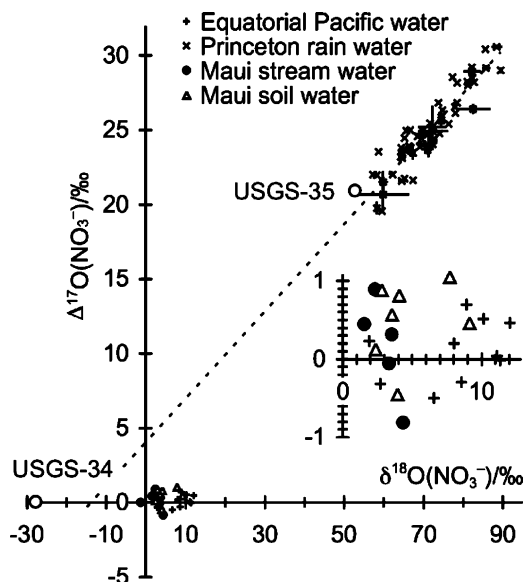 + Equatorial Pacific water
× Princeton rain water
● Maui stream water
△ Maui soil water
30
25
20
15
10
5
0
-5
Δ¹⁷O(NO₃⁻)/‰
USGS-35
1
0
-1
0 10
USGS-34
δ¹⁸O(NO₃⁻)/‰
-30 -10 10 30 50 70 90